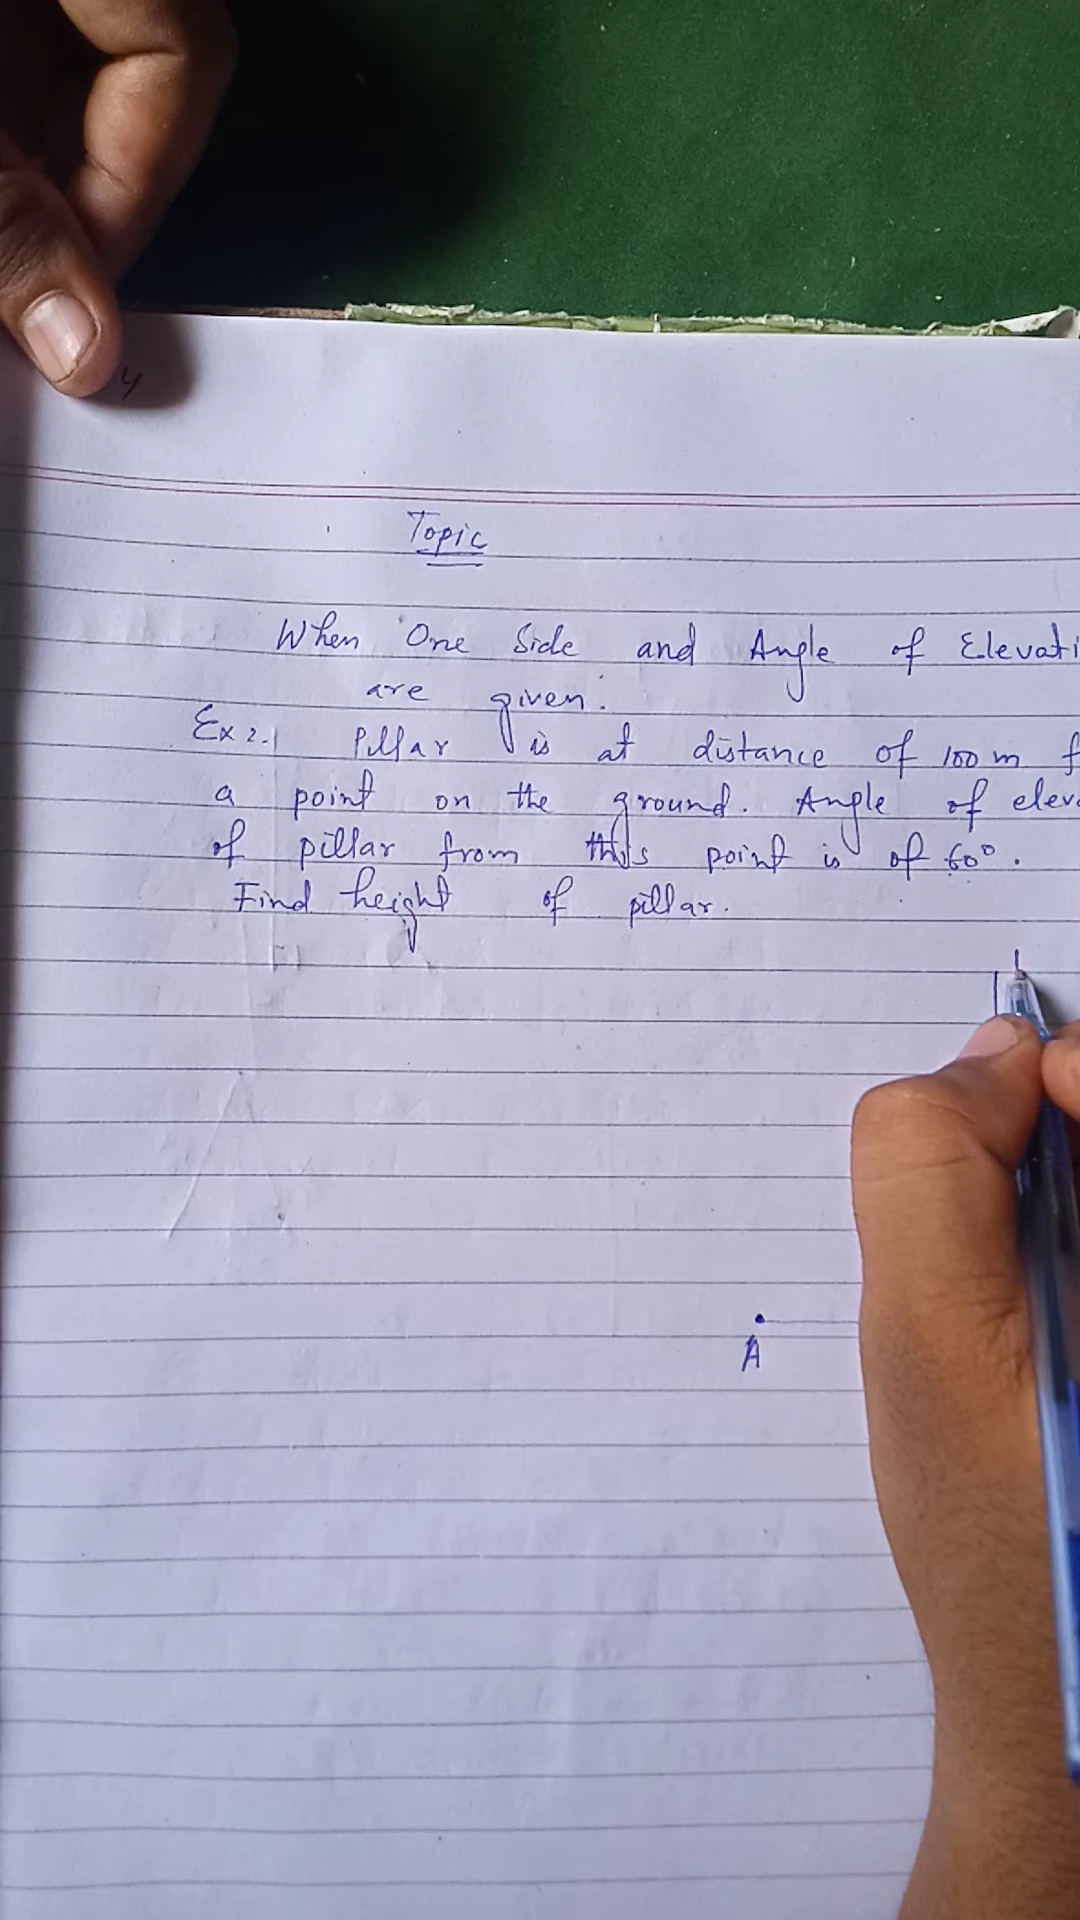 y
Topic
When One Side and Angle of Elevati
are given.
Ex 2. Pillar is at distance of 100 m f
a point on the ground. Angle of eleva
of pillar from this point is of 60°.
Find height of pillar.
A